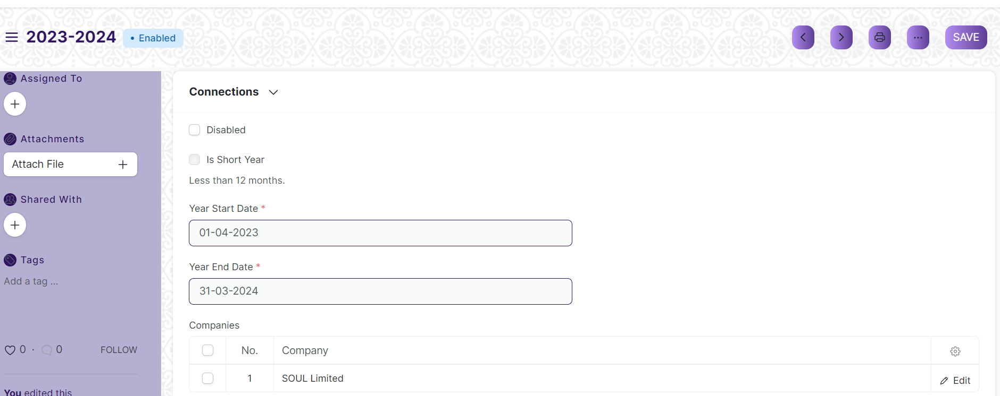 2023-2024
• Enabled
...
SAVE
Assigned To
Attachments
Attach File
Shared With
Tags
Add a tag ...
0 · 0
FOLLOW
You edited this
Connections
Disabled
Is Short Year
Less than 12 months.
Year Start Date *
01-04-2023
Year End Date *
31-03-2024
Companies
No. Company
1 SOUL Limited Edit